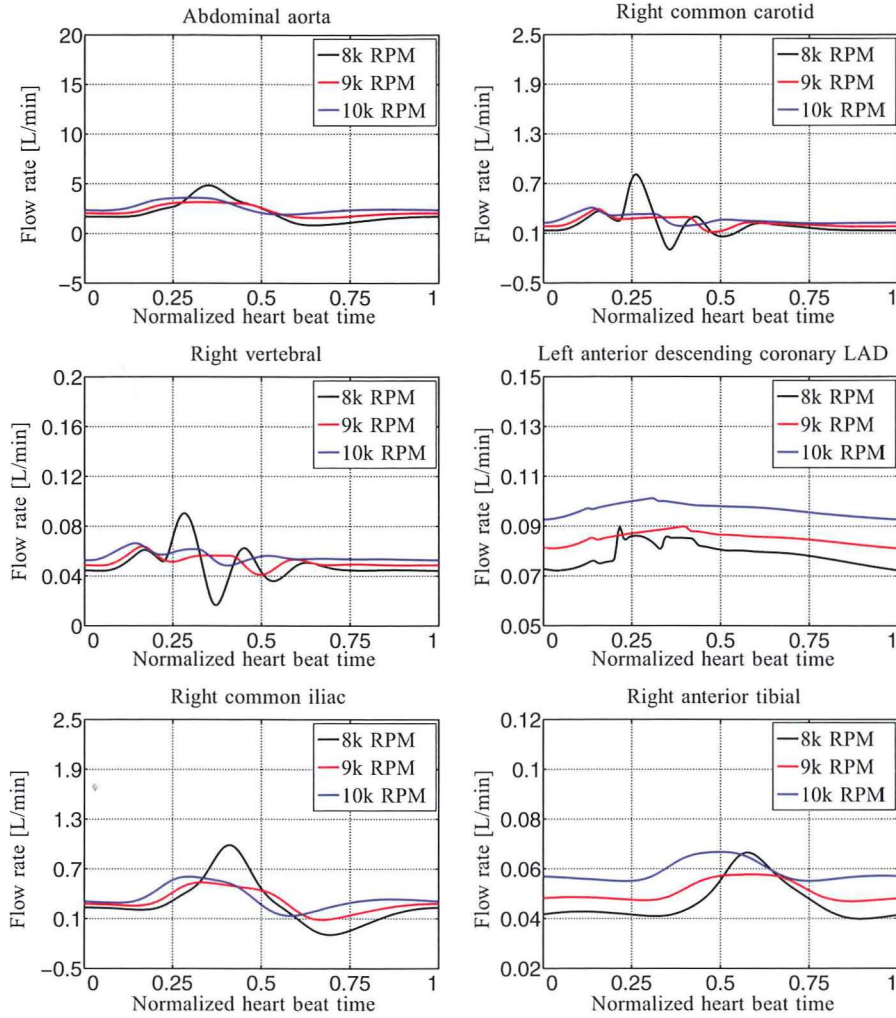 Abdominal aorta
Flow rate [L/min]
20
15
10
5
0
−5
8k RPM
9k RPM
10k RPM
0 0.25 0.5 0.75 1
Normalized heart beat time
Right common carotid
Flow rate [L/min]
2.5
1.9
1.3
0.7
0.1
−0.5
8k RPM
9k RPM
10k RPM
0 0.25 0.5 0.75 1
Normalized heart beat time
Right vertebral
Flow rate [L/min]
0.2
0.16
0.12
0.08
0.04
0
8k RPM
9k RPM
10k RPM
0 0.25 0.5 0.75 1
Normalized heart beat time
Left anterior descending coronary LAD
Flow rate [L/min]
0.15
0.13
0.11
0.09
0.07
0.05
8k RPM
9k RPM
10k RPM
0 0.25 0.5 0.75 1
Normalized heart beat time
Right common iliac
Flow rate [L/min]
2.5
1.9
1.3
0.7
0.1
−0.5
8k RPM
9k RPM
10k RPM
0 0.25 0.5 0.75 1
Normalized heart beat time
Right anterior tibial
Flow rate [L/min]
0.12
0.1
0.08
0.06
0.04
0.02
8k RPM
9k RPM
10k RPM
0 0.25 0.5 0.75 1
Normalized heart beat time